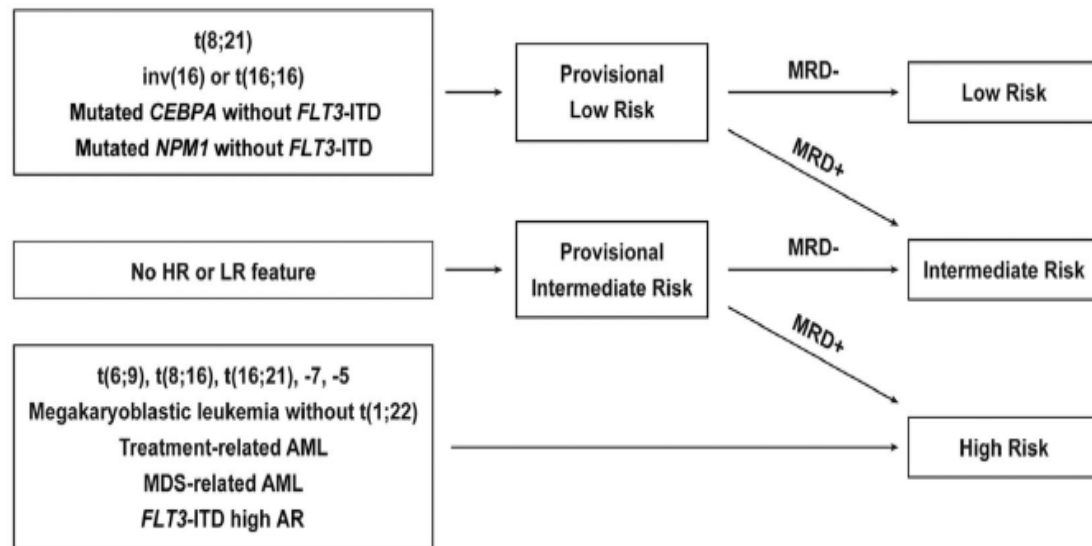 t(8;21)
inv(16) or t(16;16)
Mutated CEBPA without FLT3-ITD
Mutated NPM1 without FLT3-ITD
Provisional
Low Risk
MRD-
Low Risk
MRD+
No HR or LR feature
Provisional
Intermediate Risk
MRD-
Intermediate Risk
MRD+
t(6;9), t(8;16), t(16;21), -7, -5
Megakaryoblastic leukemia without t(1;22)
Treatment-related AML
MDS-related AML
FLT3-ITD high AR
High Risk